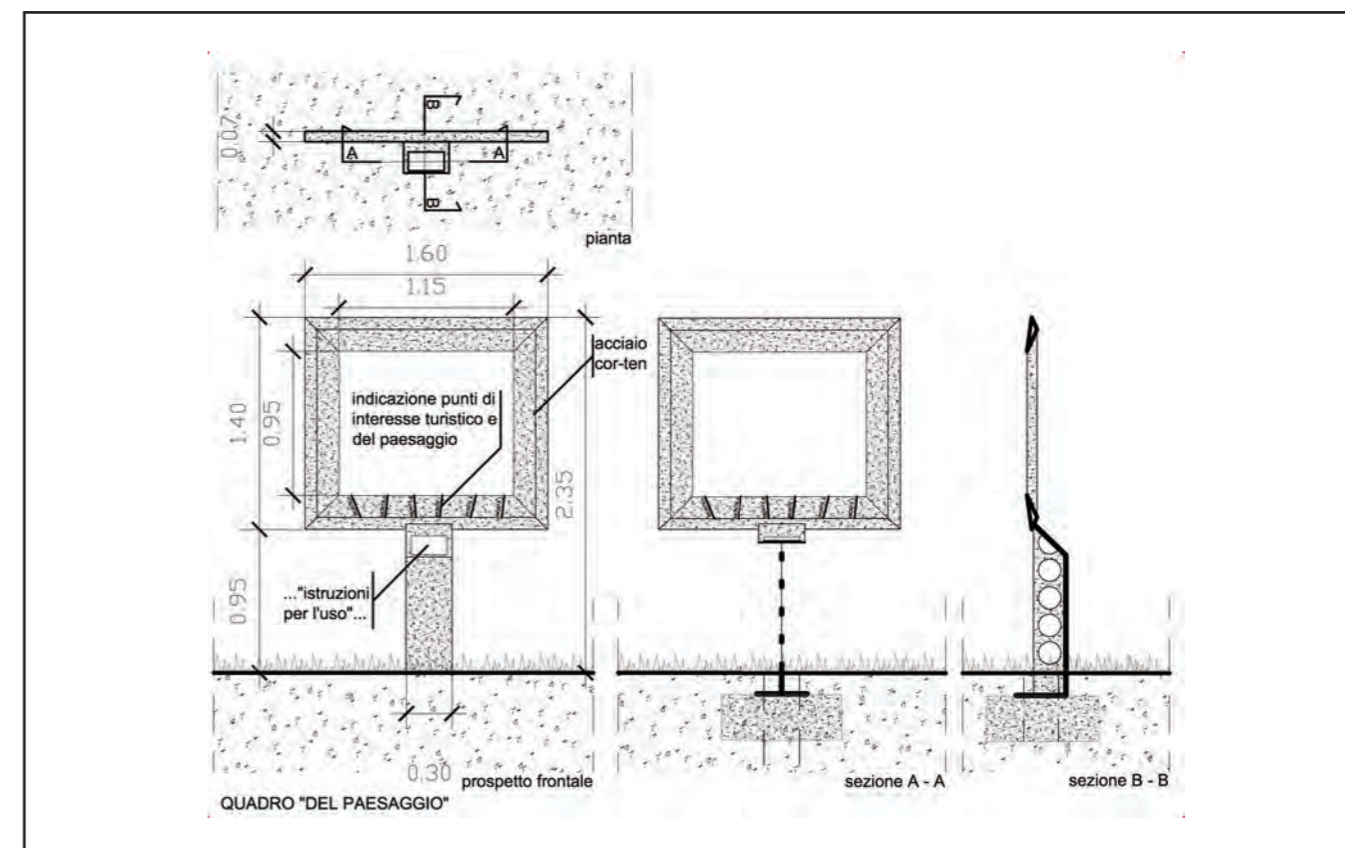 B
0.07
A A
B
pianta
1.60
1.15
acciaio
cor-ten
indicazione punti di
interesse turistico e
del paesaggio
1.40
0.95
2.35
0.95
..."istruzioni
per l'uso"...
0.30
prospetto frontale
sezione A - A
sezione B - B
QUADRO "DEL PAESAGGIO"